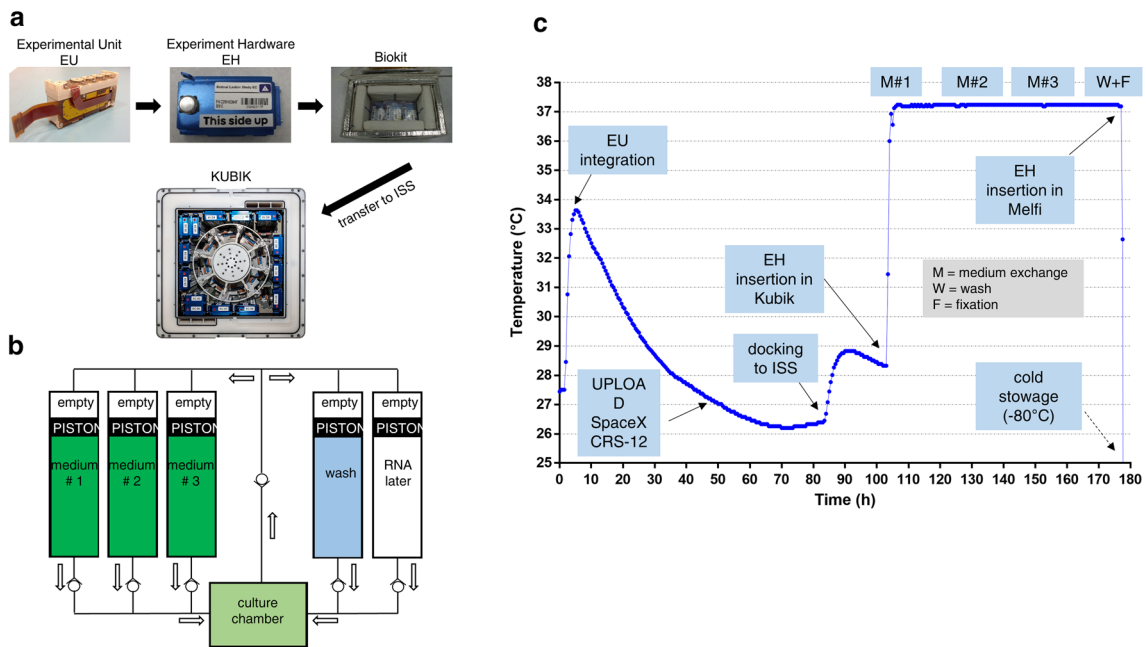 a
Experimental Unit
EU
Experiment Hardware
EH
Biokit
This side up
KUBIK
transfer to ISS
b
empty
empty
empty
empty
empty
PISTON
PISTON
PISTON
PISTON
PISTON
medium
# 1
medium
# 2
medium
# 3
wash
RNA
later
culture
chamber
c
M#1
M#2
M#3
W+F
38
37
36
35
34
33
32
31
30
29
28
27
26
25
Temperature (°C)
EU
integration
EH
insertion in
Melfi
EH
insertion in
Kubik
M = medium exchange
W = wash
F = fixation
docking
to ISS
UPLOA
D
SpaceX
CRS-12
cold
stowage
(-80°C)
0 10 20 30 40 50 60 70 80 90 100 110 120 130 140 150 160 170 180
Time (h)